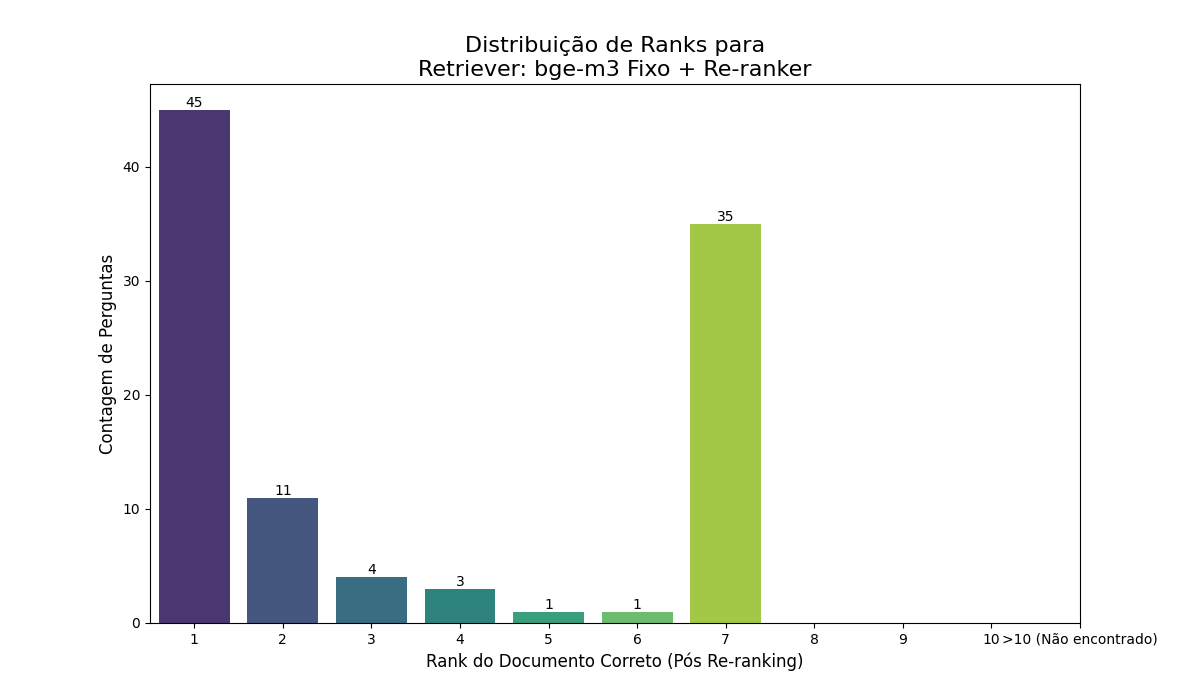 Distribuição de Ranks para
Retriever: bge-m3 Fixo + Re-ranker
45
35
11
4
3
1
1
Contagem de Perguntas
40
30
20
10
0
1 2 3 4 5 6 7 8 9 10 >10 (Não encontrado)
Rank do Documento Correto (Pós Re-ranking)